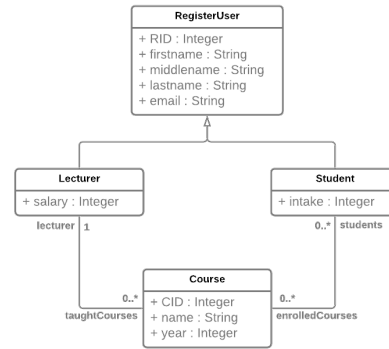 RegisterUser
+ RID : Integer
+ firstname : String
+ middlename : String
+ lastname : String
+ email : String
Lecturer
+ salary : Integer
Student
+ intake : Integer
lecturer 1
0..* students
Course
+ CID : Integer
+ name : String
+ year : Integer
0..*
taughtCourses
0..*
enrolledCourses